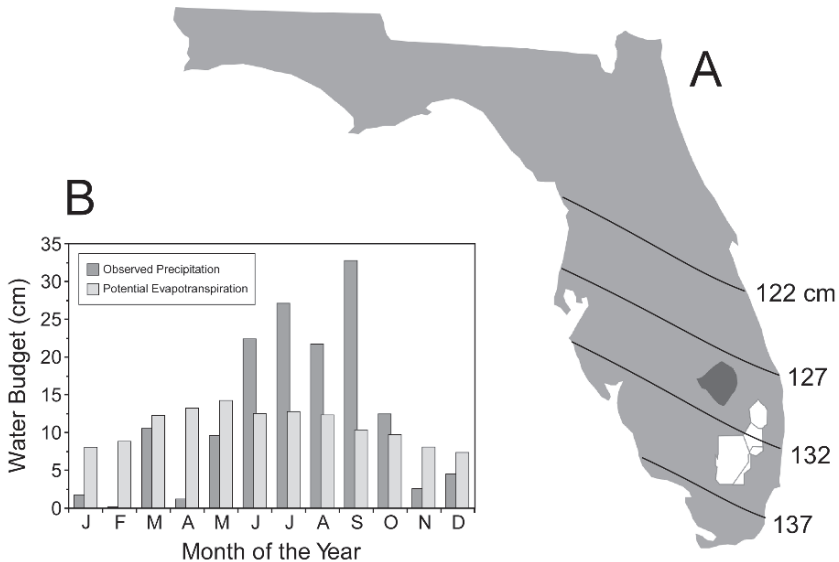 A
B
35
30
25
20
15
10
5
0
Water Budget (cm)
Observed Precipitation
Potential Evapotranspiration
J F M A M J J A S O N D
Month of the Year
122 cm
127
132
137